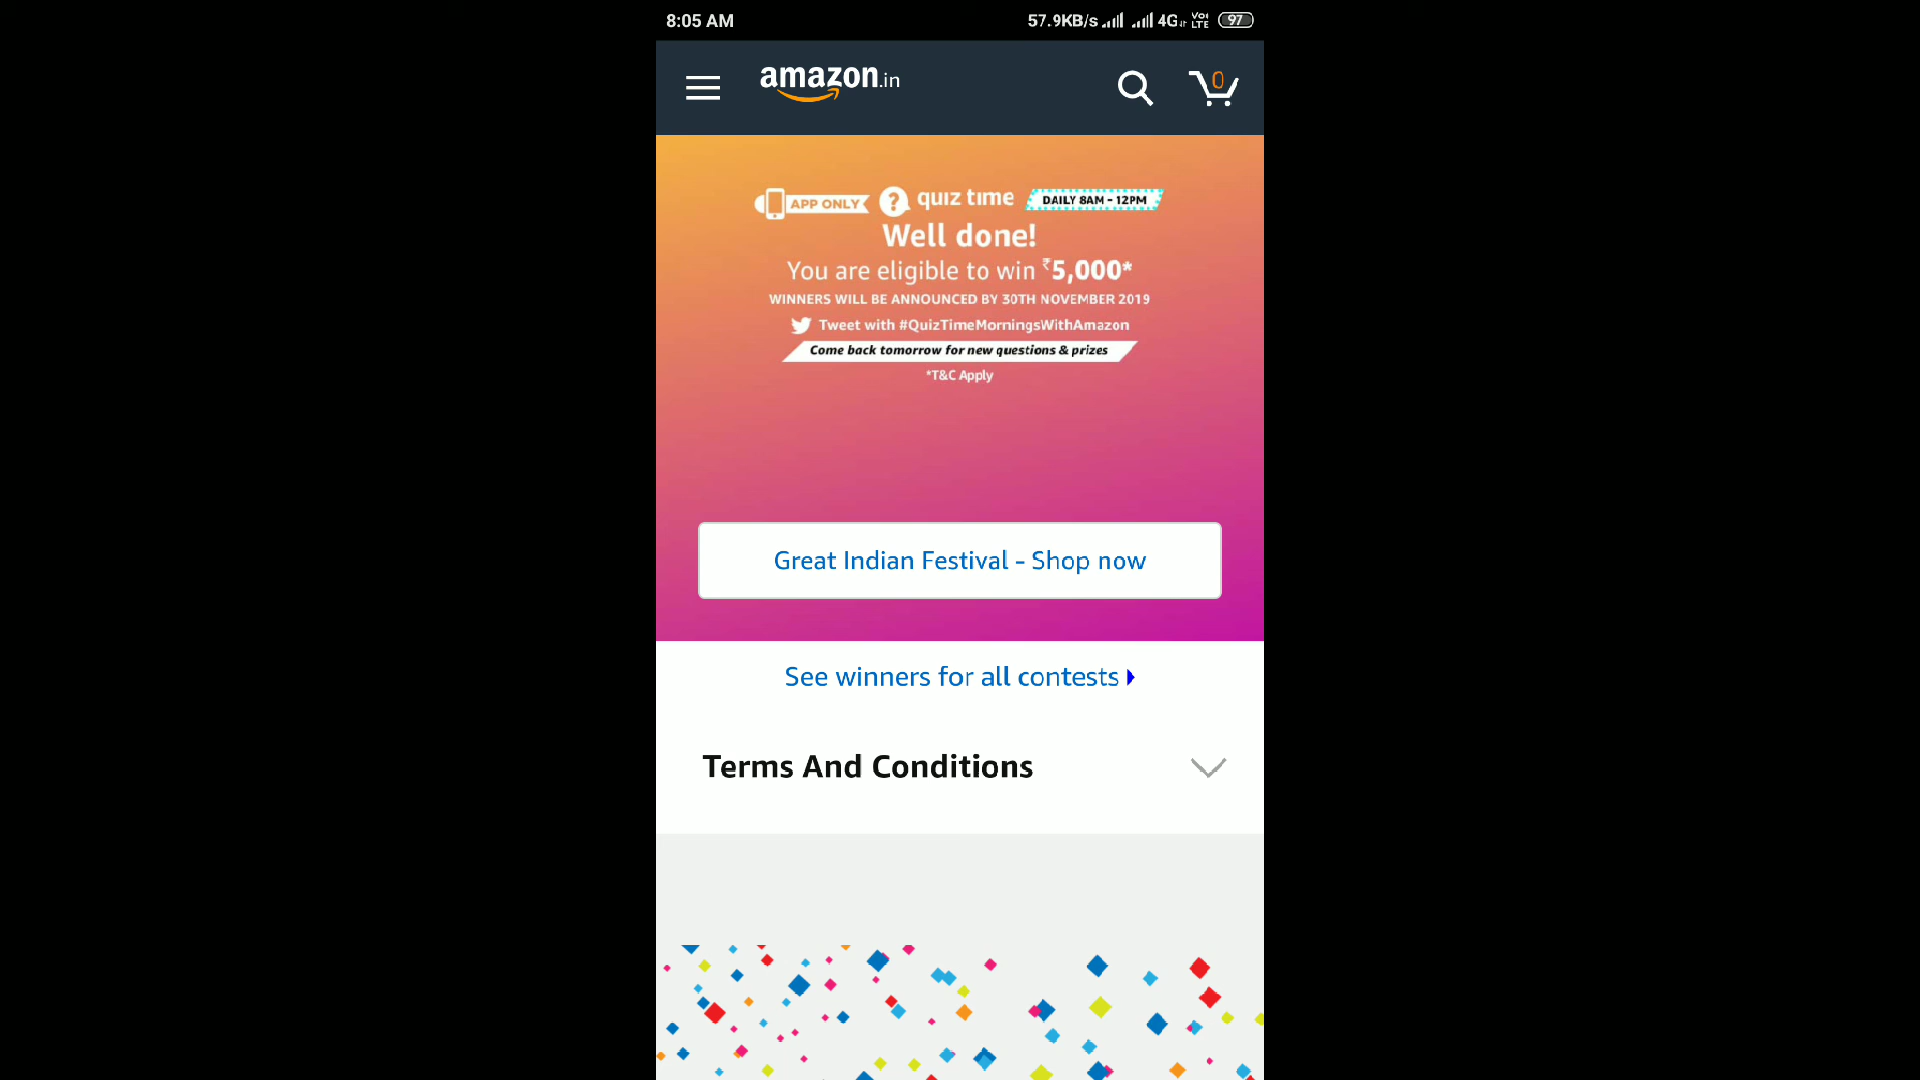 8:05 AM
57.9KB/s 4G VoLTE 97
amazon.in
0
APP ONLY ? quiz time DAILY 8AM - 12PM
Well done!
You are eligible to win ₹5,000*
WINNERS WILL BE ANNOUNCED BY 30TH NOVEMBER 2019
Tweet with #QuizTimeMorningsWithAmazon
Come back tomorrow for new questions & prizes
*T&C Apply
Great Indian Festival - Shop now
See winners for all contests
Terms And Conditions